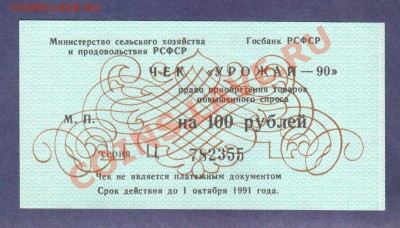 Министерство сельского хозяйства и продовольствия РСФСР
Госбанк РСФСР
ЧЕК «УРОЖАЙ — 90»
право приобретения товаров
повышенного спроса
М. П.
на 100 рублей
Серия Ц 782355
Чек не является платежным документом
Срок действия до 1 октября 1991 года.